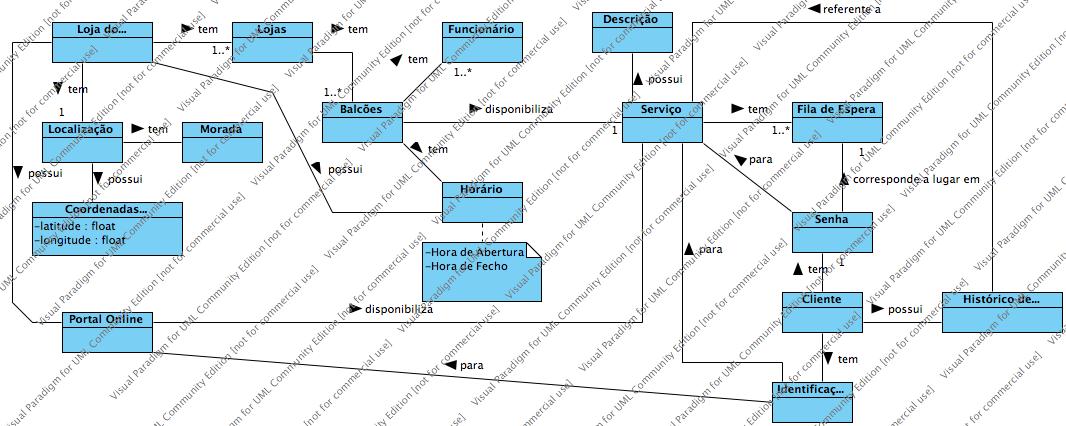 referente a
Descrição
Loja do...
tem
Lojas
tem
Funcionário
1..*
1..*
tem
possui
tem
1..*
1
Balcões
disponibiliza
Serviço
1
tem
Fila de Espera
1..*
1
Localização
tem
Morada
tem
para
possui
possui
possui
corresponde a lugar em
Horário
Coordenadas...
-latitude : float
-longitude : float
Senha
-Hora de Abertura
-Hora de Fecho
para
1
tem
Cliente
possui
Histórico de...
disponibiliza
Portal Online
tem
para
Identificaç...
Visual Paradigm for UML Community Edition [not for commercial use]